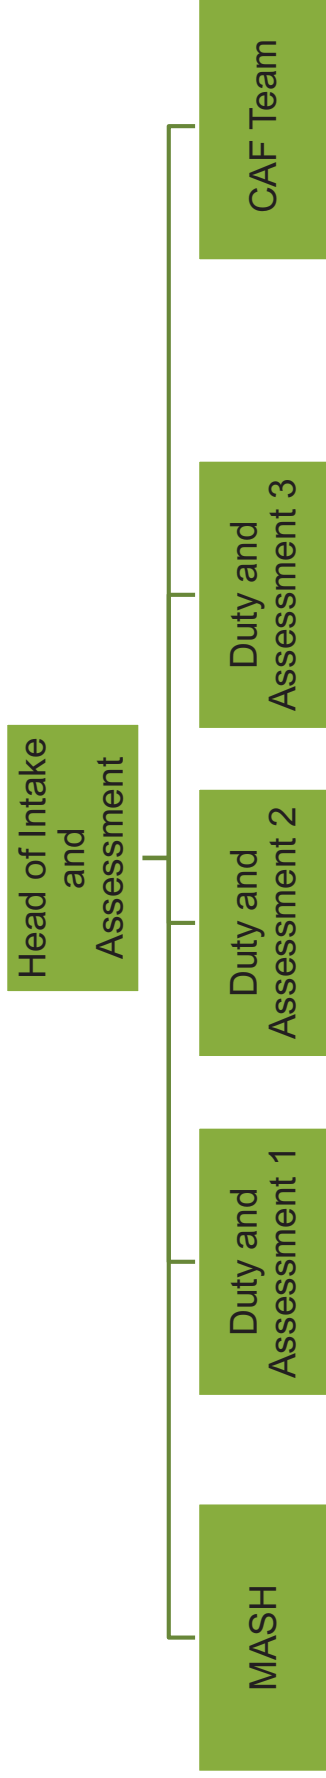 Head of Intake
and
Assessment
MASH
Duty and
Assessment 1
Duty and
Assessment 2
Duty and
Assessment 3
CAF Team